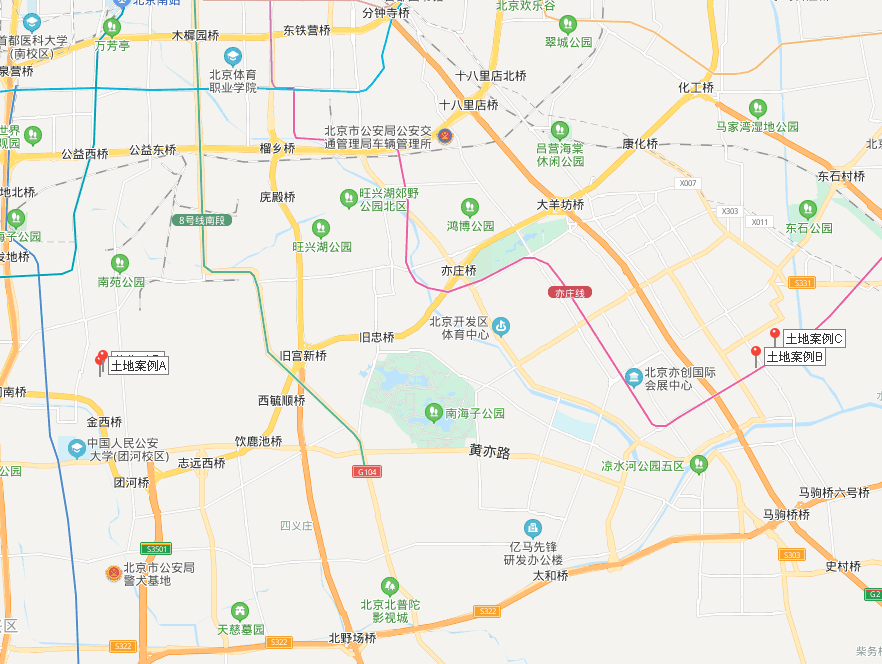 北京南站
北京欢乐谷
分钟寺桥
首都医科大学
(南校区)
万芳亭
木樨园桥
东铁营桥
翠城公园
泉营桥
北京体育
职业学院
十八里店北桥
化工桥
十八里店桥
马家湾湿地公园
世界
观园
北京市公安局公安交
通管理局车辆管理所
公益西桥
公益东桥
榴乡桥
吕营海棠
休闲公园
康化桥
东石村桥
X007
地北桥
庑殿桥
旺兴湖郊野
公园北区
大羊坊桥
X303
X011
海子公园
8号线南段
鸿博公园
东石公园
旺兴湖公园
发地桥
南苑公园
亦庄桥
S331
亦庄线
北京开发区
体育中心
旧忠桥
土地案例C
旧宫新桥
土地案例B
土地案例A
北京亦创国际
会展中心
南桥
西毓顺桥
南海子公园
金西桥
中国人民公安
大学(团河校区)
饮鹿池桥
黄亦路
公园
志远西桥
G104
凉水河公园五区
团河桥
马驹桥六号桥
马驹桥桥
四义庄
亿马先锋
研发办公楼
S3501
S303
北京市公安局
警犬基地
太和桥
史村桥
北京北普陀
影视城
G2
天慈墓园
S322
S322
S322
北野场桥
柴务